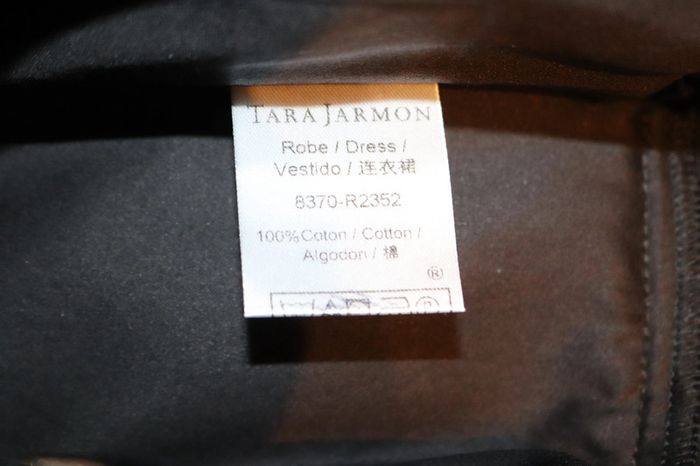 TARA JARMON
Robe / Dress /
Vestido / 连衣裙
8370-R2352
100% Coton / Cotton /
Algodon / 棉
®